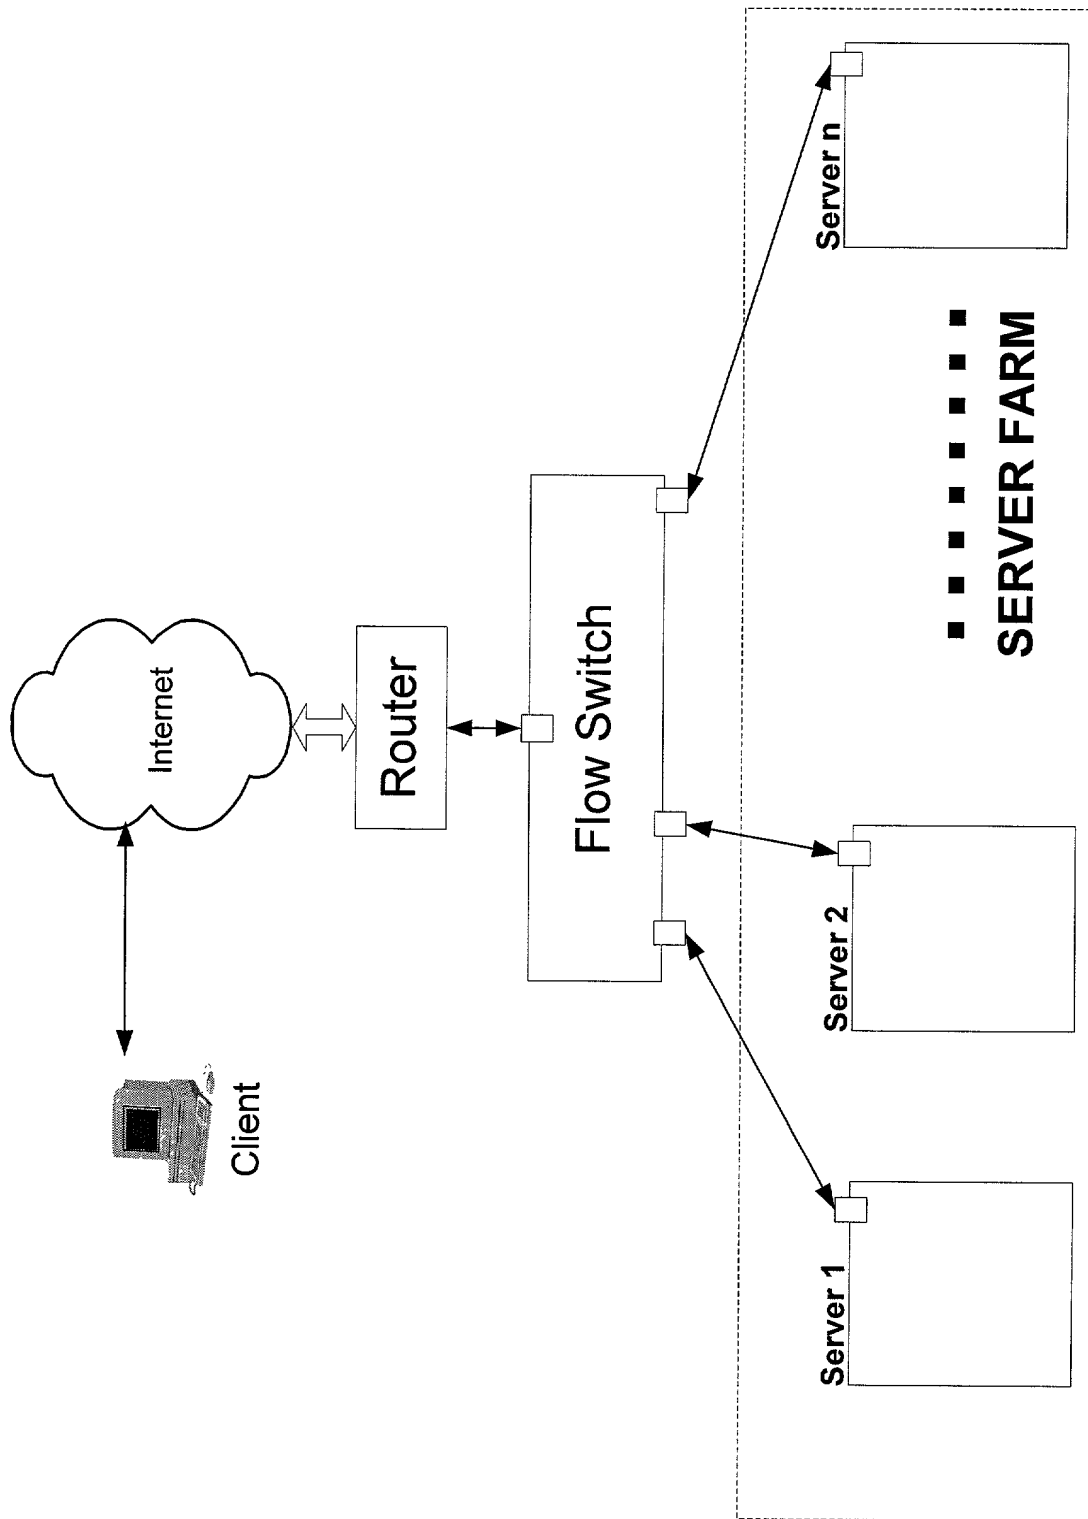 Client
Internet
Router
Flow Switch
Server 1
Server 2
Server n
SERVER FARM